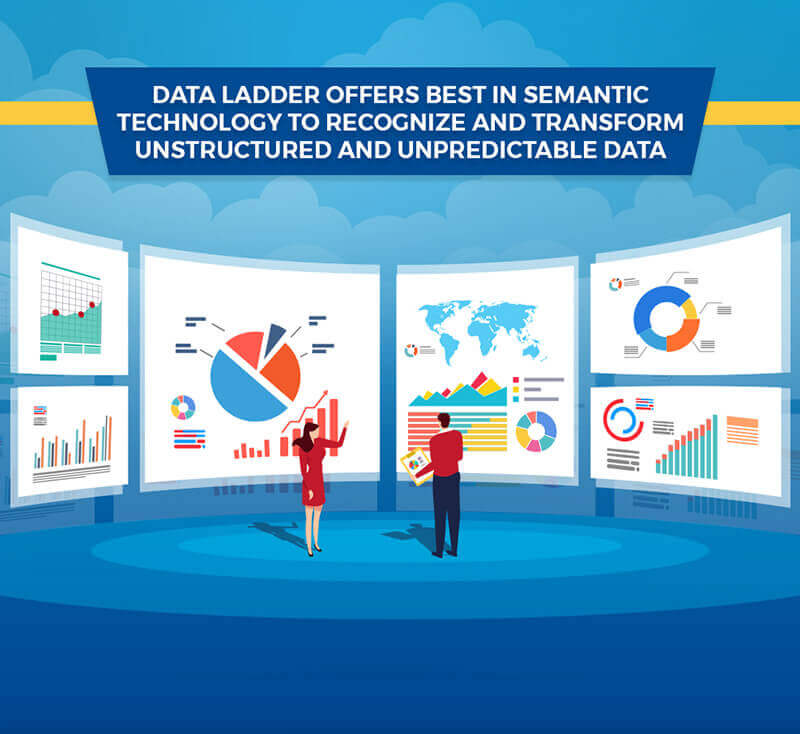 DATA LADDER OFFERS BEST IN SEMANTIC
TECHNOLOGY TO RECOGNIZE AND TRANSFORM
UNSTRUCTURED AND UNPREDICTABLE DATA